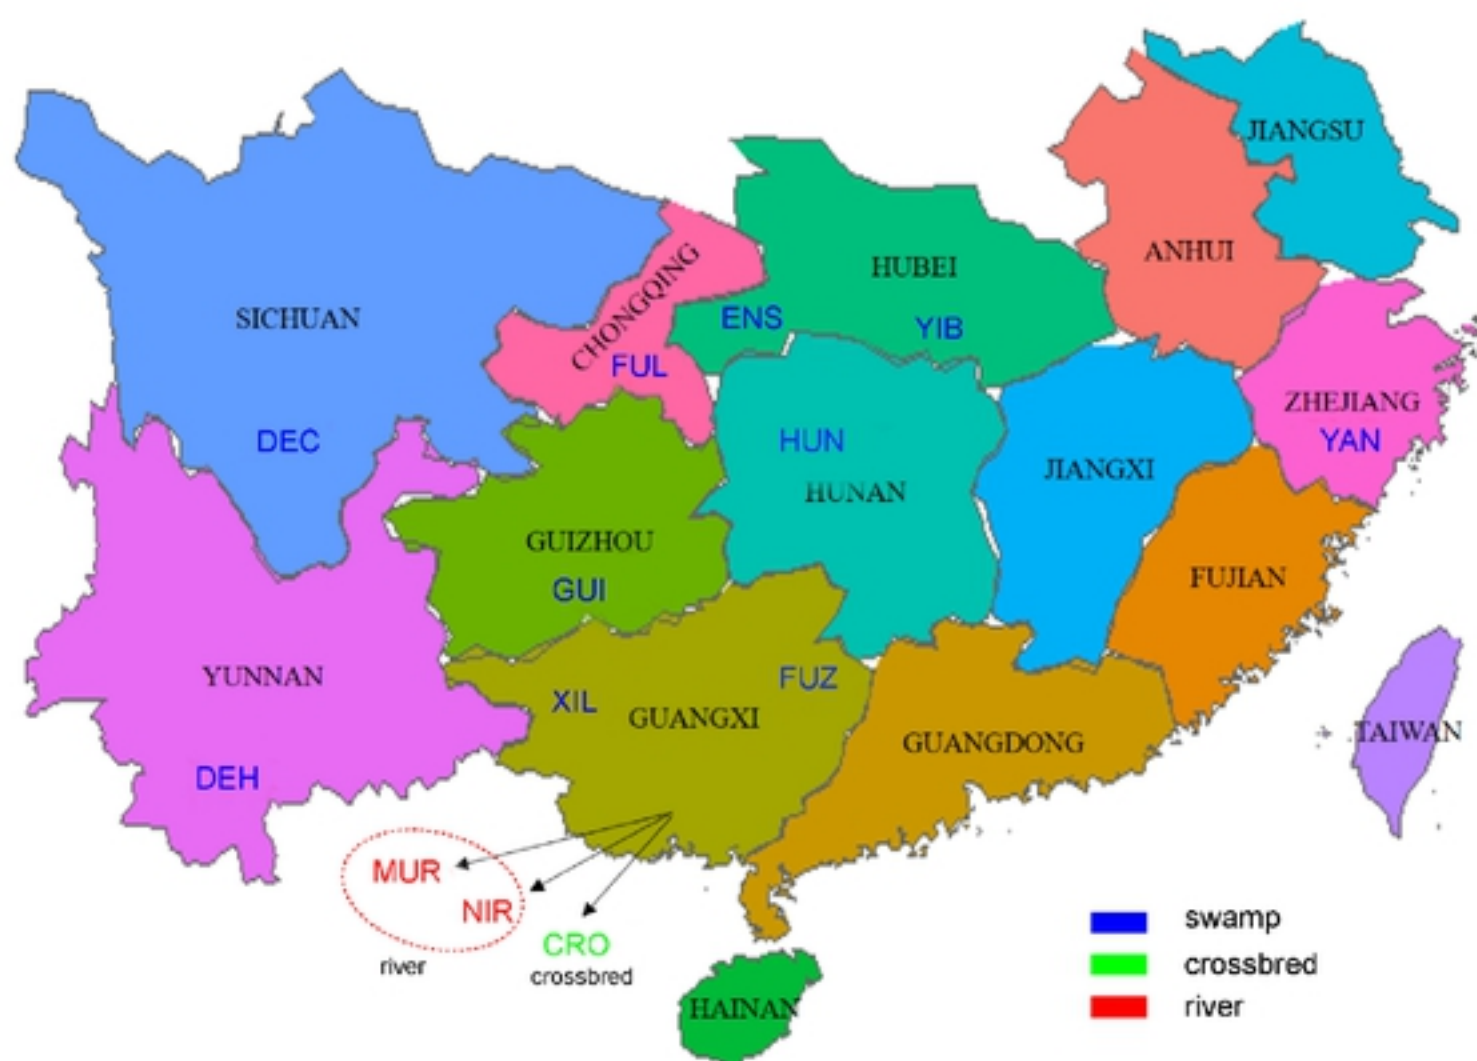 JIANGSU
ANHUI
HUBEI
CHONGQING
SICHUAN
ENS
YIB
FUL
ZHEJIANG
YAN
DEC
HUN
HUNAN
JIANGXI
GUIZHOU
GUI
FUJIAN
YUNNAN
XIL
FUZ
GUANGXI
GUANGDONG
TAIWAN
DEH
MUR
NIR
CRO
river
crossbred
HAINAN
swamp
crossbred
river